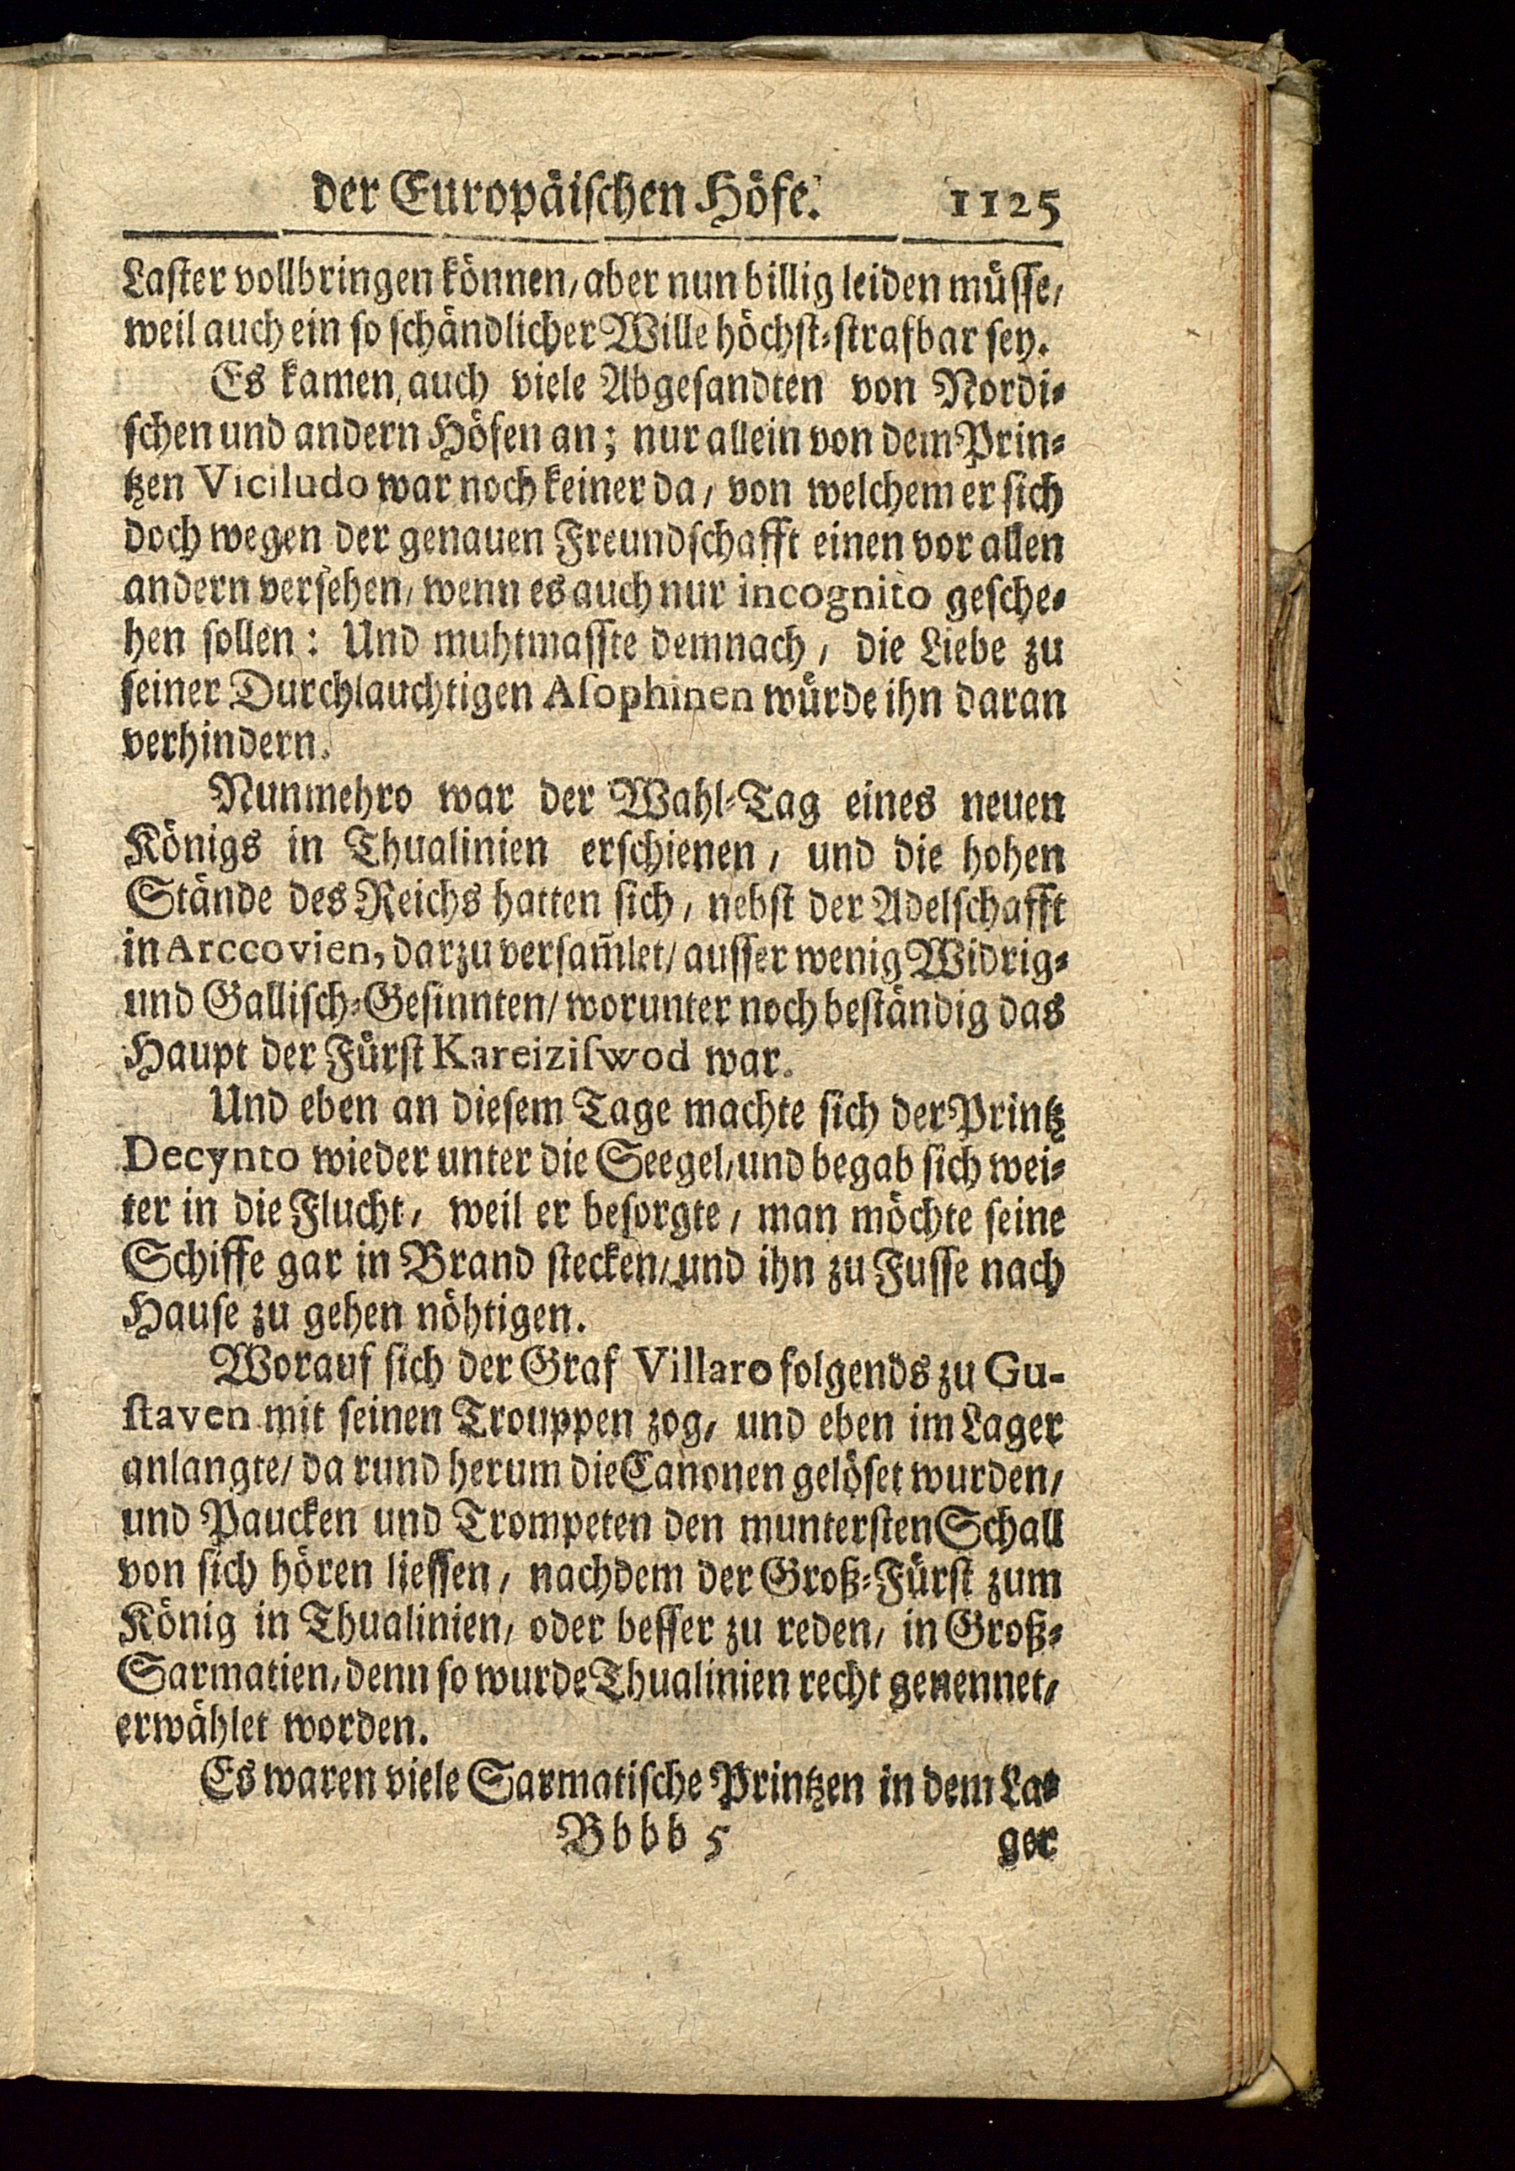 der Europäiſchen Höfe. 1125
Laſter vollbringen können/ aber nun billig leiden müſſe/
weil auch ein ſo ſchändlicher Wille höchſt-ſtrafbar ſey.
Es kamen auch viele Abgeſandten von Nordi-
ſchen und andern Höfen an; nur allein von dem Prin-
tzen Viciludo war noch keiner da/ von welchem er ſich
doch wegen der genauen Freundſchafft einen vor allen
andern verſehen/ wenn es auch nur incognito geſche-
hen ſollen: Und muhtmaſſte demnach/ die Liebe zu
ſeiner Durchlauchtigen Aſophinen würde ihn daran
verhindern.
Nunmehro war der Wahl-Tag eines neuen
Königs in Thualinien erſchienen/ und die hohen
Stände des Reichs hatten ſich/ nebſt der Adelſchafft
in Arccovien, darzu verſam̃let/ auſſer wenig Widrig-
und Galliſch-Geſinnten/ worunter noch beſtändig das
Haupt der Fürſt Kareiziſwod war.
Und eben an dieſem Tage machte ſich der Printz
Decynto wieder unter die Seegel/ und begab ſich wei-
ter in die Flucht/ weil er beſorgte/ man möchte ſeine
Schiffe gar in Brand ſtecken/ und ihn zu Fuſſe nach
Hauſe zu gehen nöhtigen.
Worauf ſich der Graf Villaro folgends zu Gu-
ſtaven mit ſeinen Trouppen zog/ und eben im Lager
anlangte/ da rund herum die Canonen gelöſet wurden/
und Paucken und Trompeten den munterſten Schall
von ſich hören lieſſen/ nachdem der Groß-Fürſt zum
König in Thualinien/ oder beſſer zu reden/ in Groß-
Sarmatien/ denn ſo wurde Thualinien recht genennet/
erwählet worden.
Es waren viele Sarmatiſche Printzen in dem La-
Bbbb 5 ger